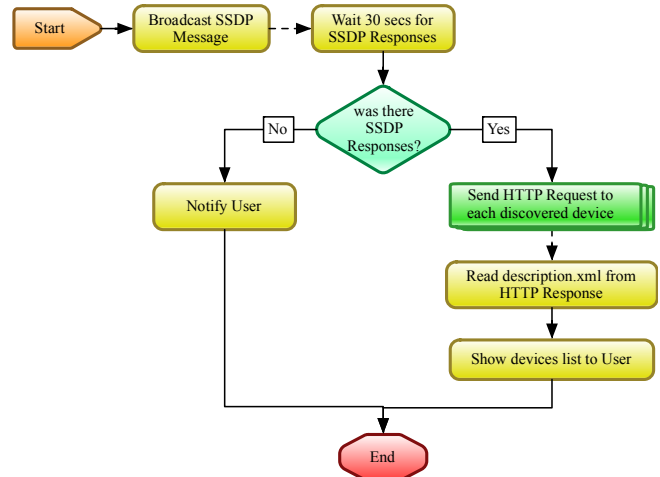 Start
Broadcast SSDP
Message
Wait 30 secs for
SSDP Responses
was there
SSDP
Responses?
No
Yes
Notify User
Send HTTP Request to
each discovered device
Read description.xml from
HTTP Response
Show devices list to User
End